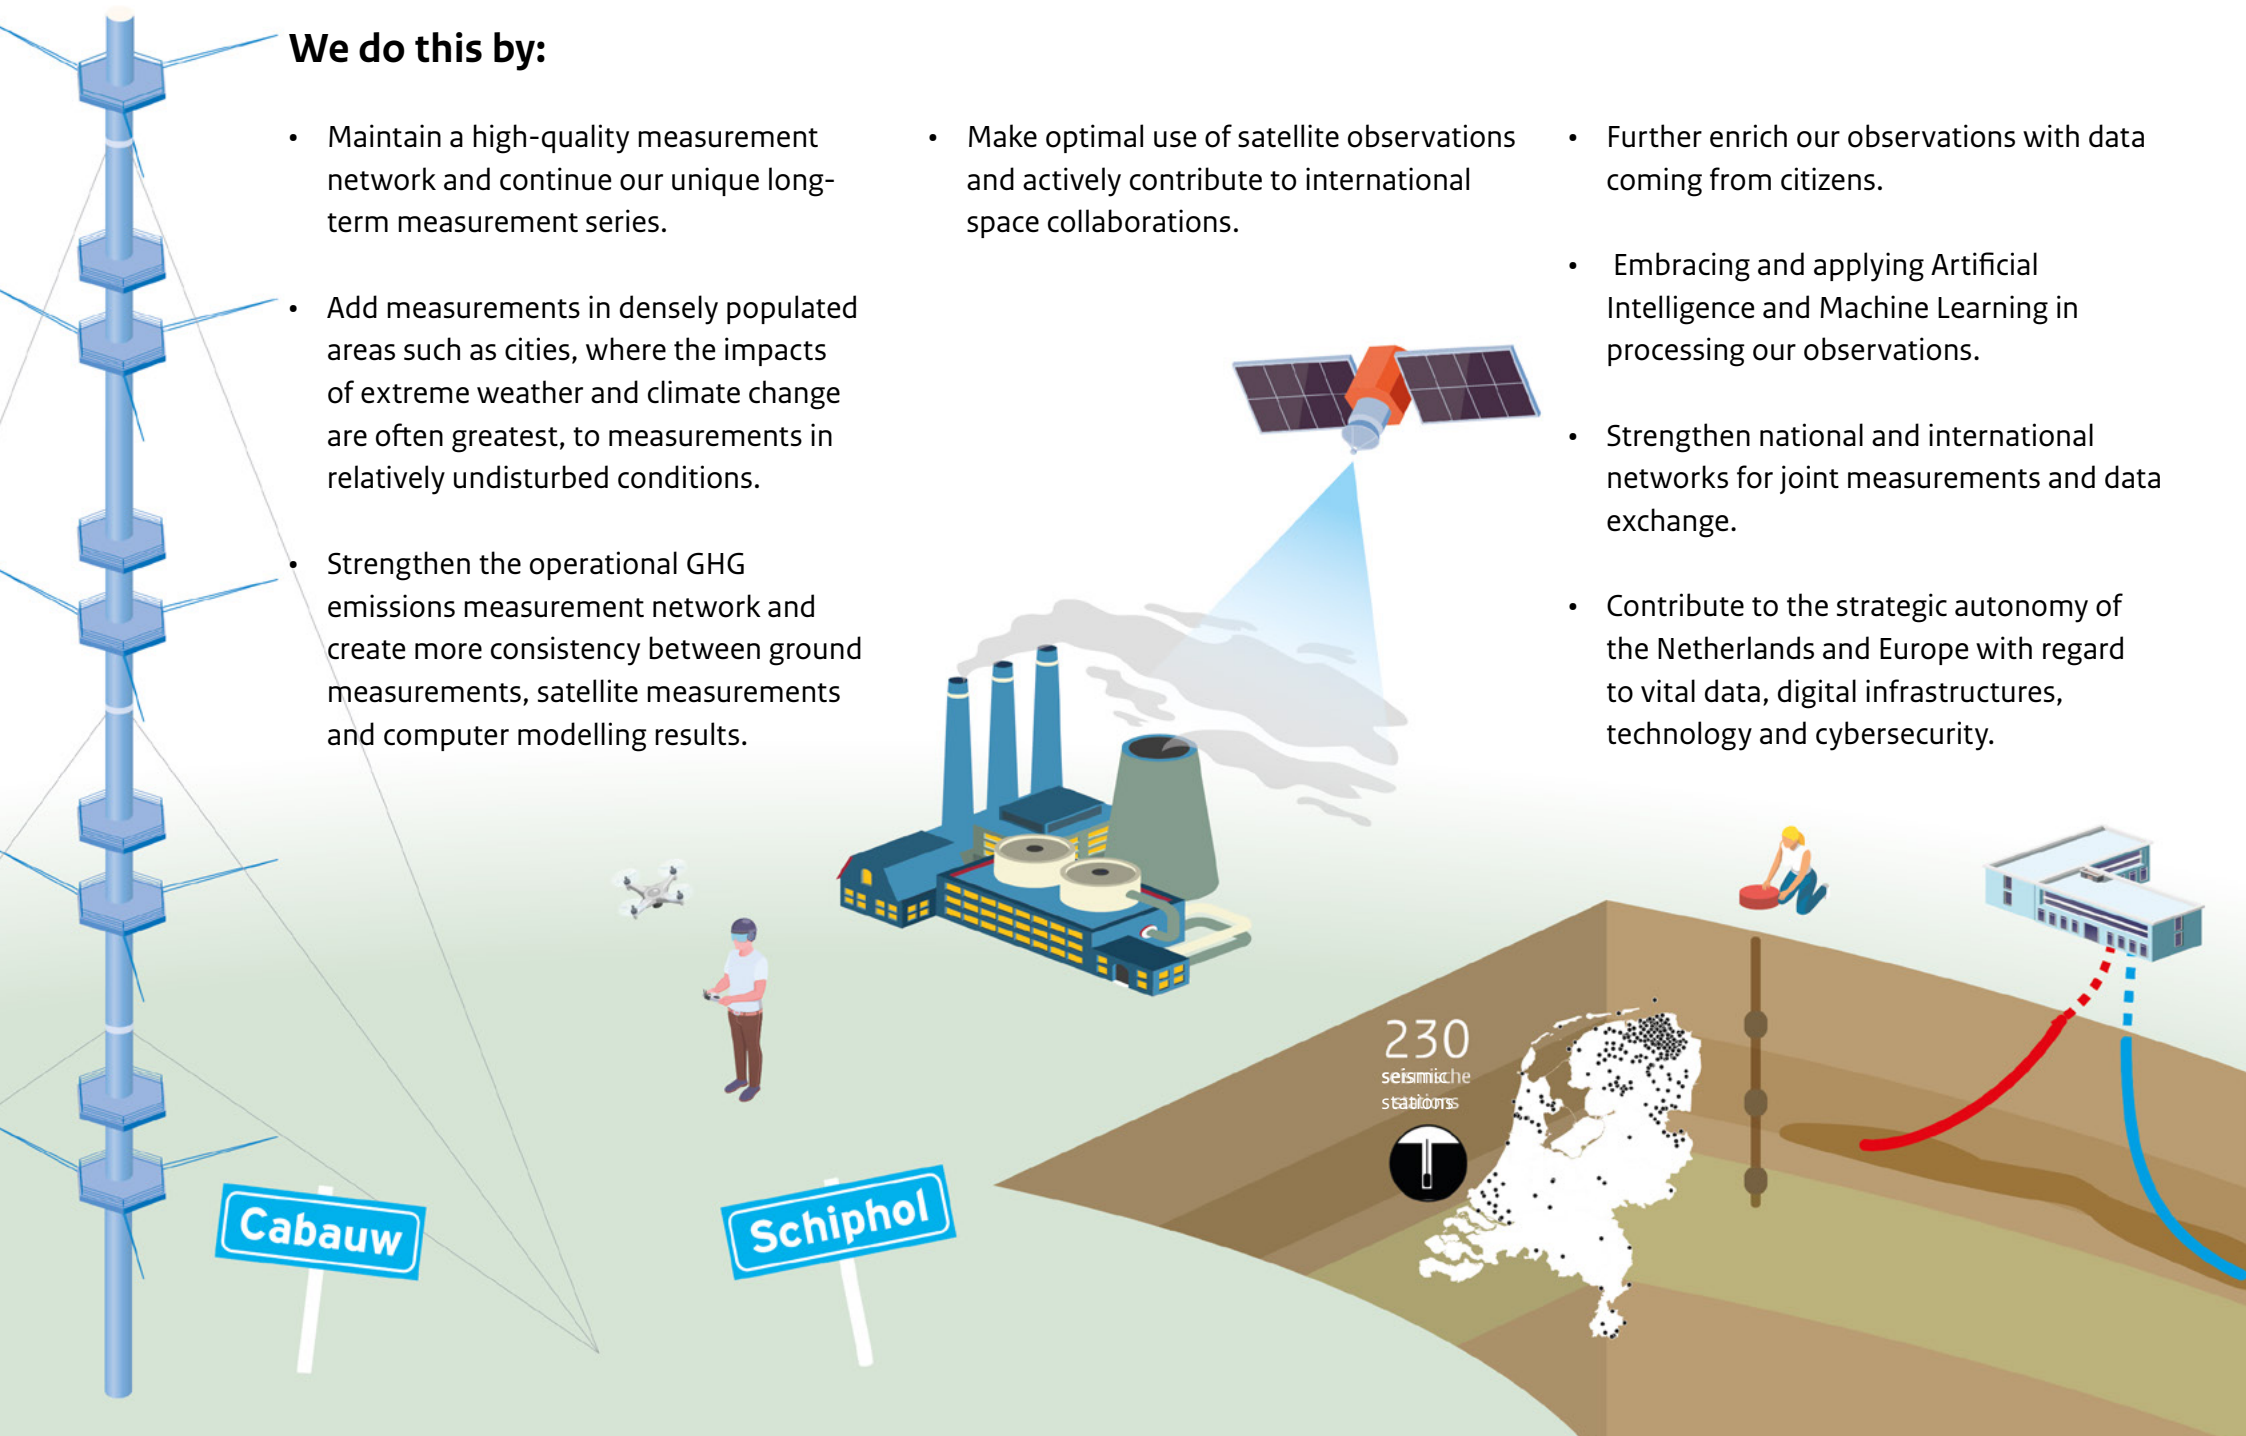 We do this by:
• Maintain a high-quality measurement
network and continue our unique long-
term measurement series.
• Add measurements in densely populated
areas such as cities, where the impacts
of extreme weather and climate change
are often greatest, to measurements in
relatively undisturbed conditions.
• Strengthen the operational GHG
emissions measurement network and
create more consistency between ground
measurements, satellite measurements
and computer modelling results.
• Make optimal use of satellite observations
and actively contribute to international
space collaborations.
• Further enrich our observations with data
coming from citizens.
• Embracing and applying Artificial
Intelligence and Machine Learning in
processing our observations.
• Strengthen national and international
networks for joint measurements and data
exchange.
• Contribute to the strategic autonomy of
the Netherlands and Europe with regard
to vital data, digital infrastructures,
technology and cybersecurity.
230
seismic
stations
Cabauw
Schiphol